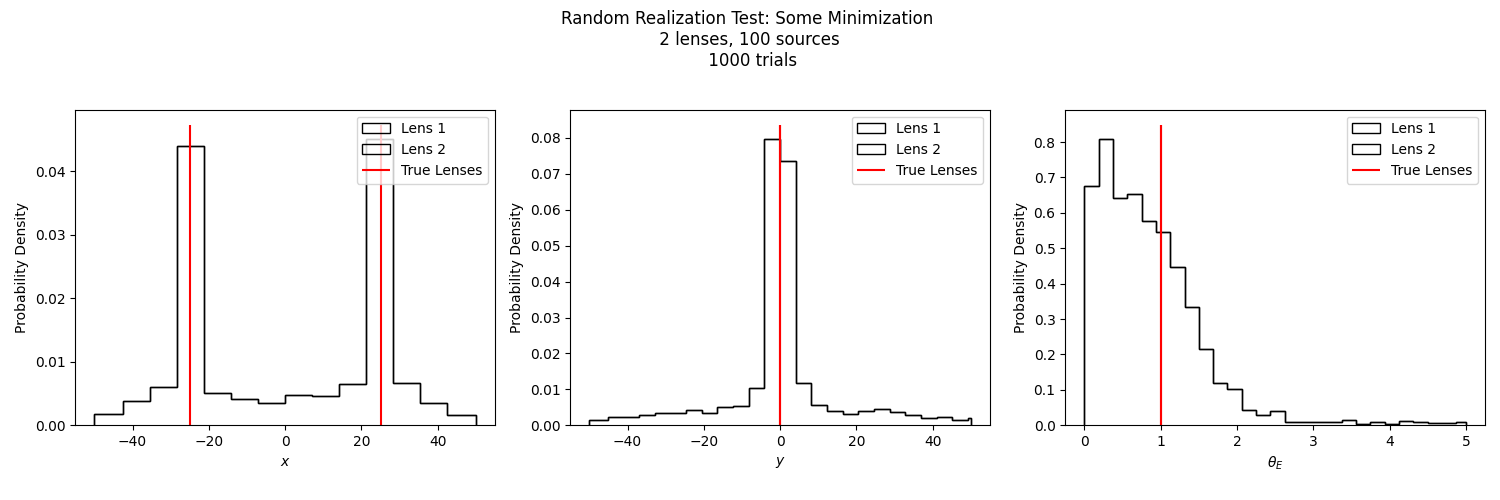 Random Realization Test: Some Minimization
2 lenses, 100 sources
1000 trials
Probability Density
0.04
0.03
0.02
0.01
0.00
−40
−20
0
20
40
x
Lens 1
Lens 2
True Lenses
Probability Density
0.08
0.07
0.06
0.05
0.04
0.03
0.02
0.01
0.00
−40
−20
0
20
40
y
Lens 1
Lens 2
True Lenses
Probability Density
0.8
0.7
0.6
0.5
0.4
0.3
0.2
0.1
0.0
0
1
2
3
4
5
θ_E
Lens 1
Lens 2
True Lenses